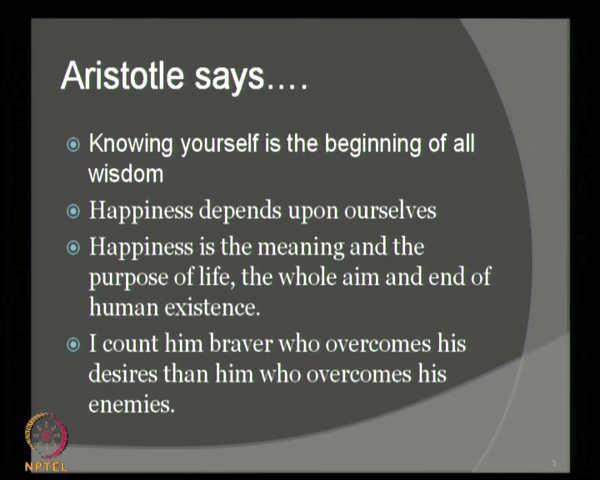 Aristotle says....
Knowing yourself is the beginning of all
wisdom
Happiness depends upon ourselves
Happiness is the meaning and the
purpose of life, the whole aim and end of
human existence.
I count him braver who overcomes his
desires than him who overcomes his
enemies.
NPTEL